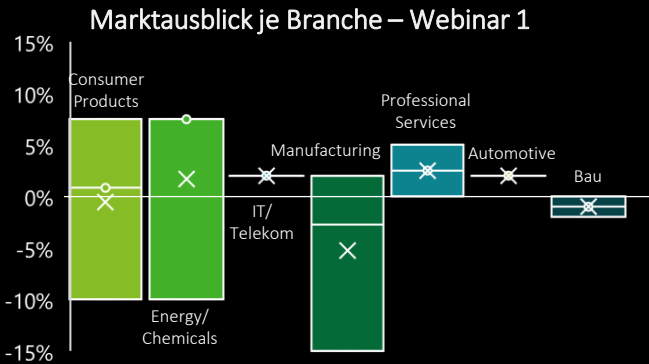 Marktausblick je Branche – Webinar 1
15%
10%
5%
0%
-5%
-10%
-15%
Consumer
Products
Energy/
Chemicals
IT/
Telekom
Manufacturing
Professional
Services
Automotive
Bau